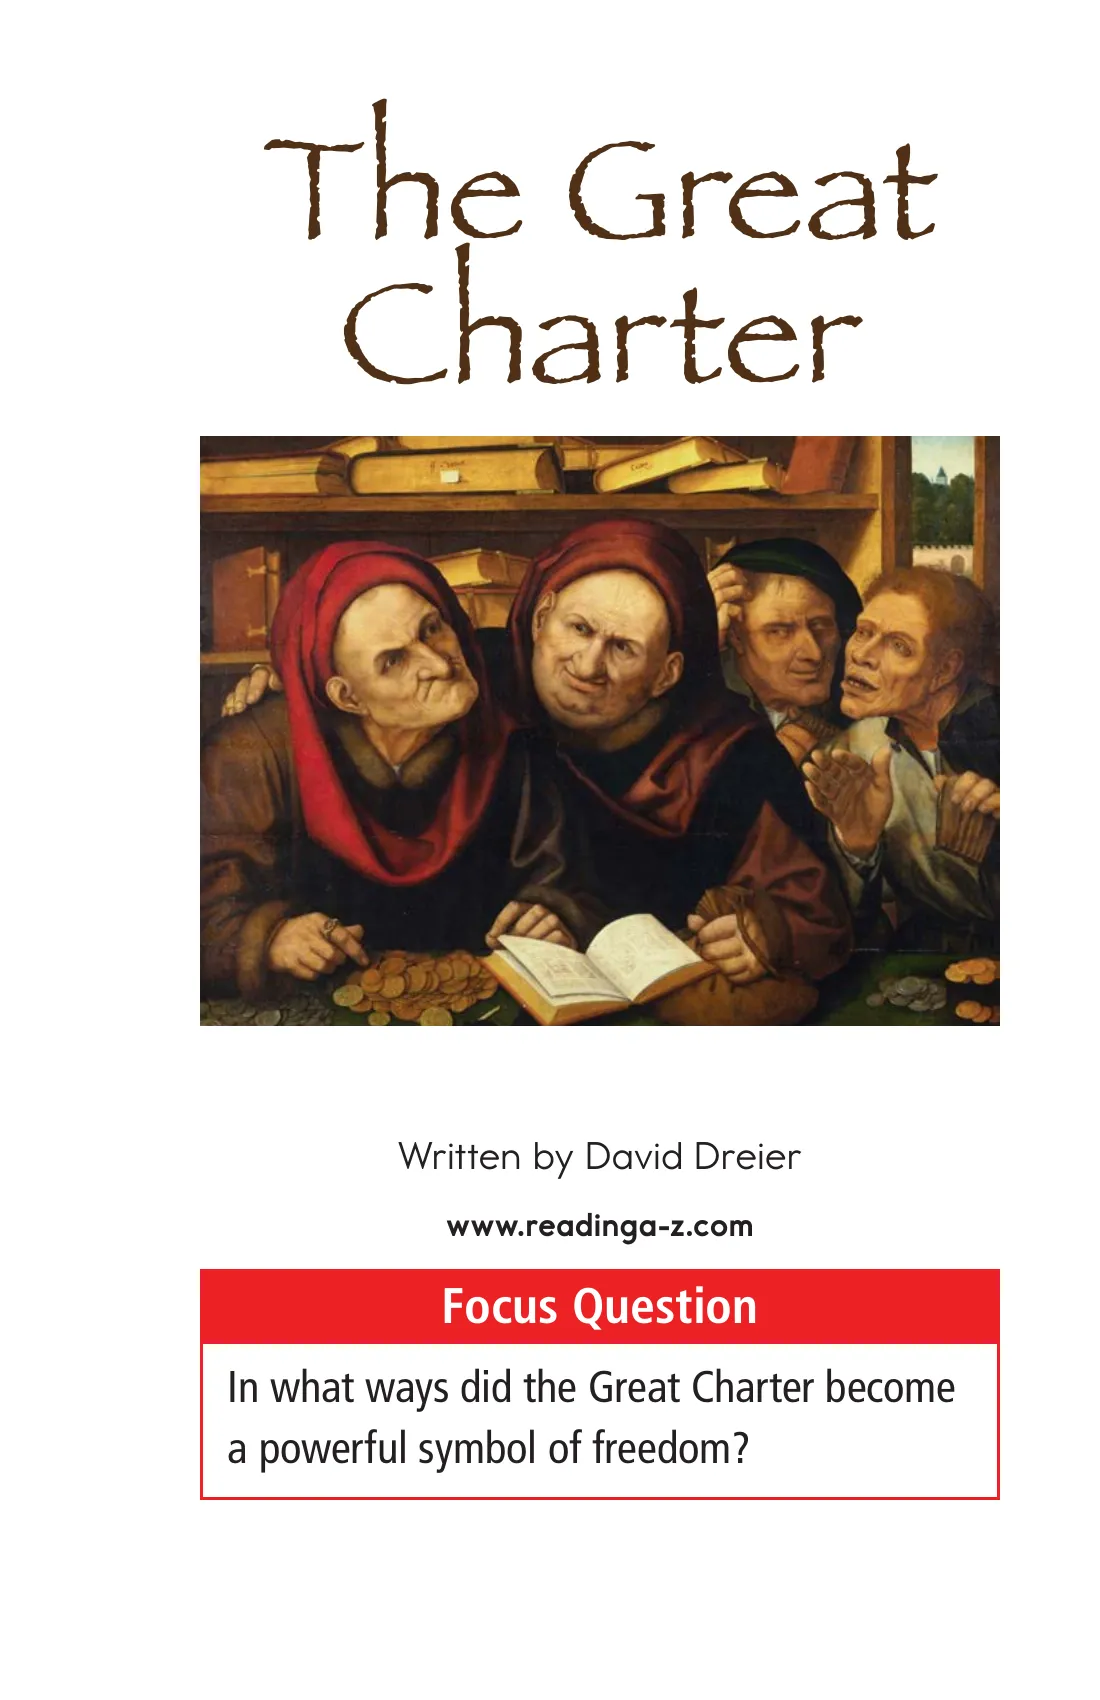 The Great
Charter
Written by David Dreier
www.readinga-z.com
Focus Question
In what ways did the Great Charter become
a powerful symbol of freedom?